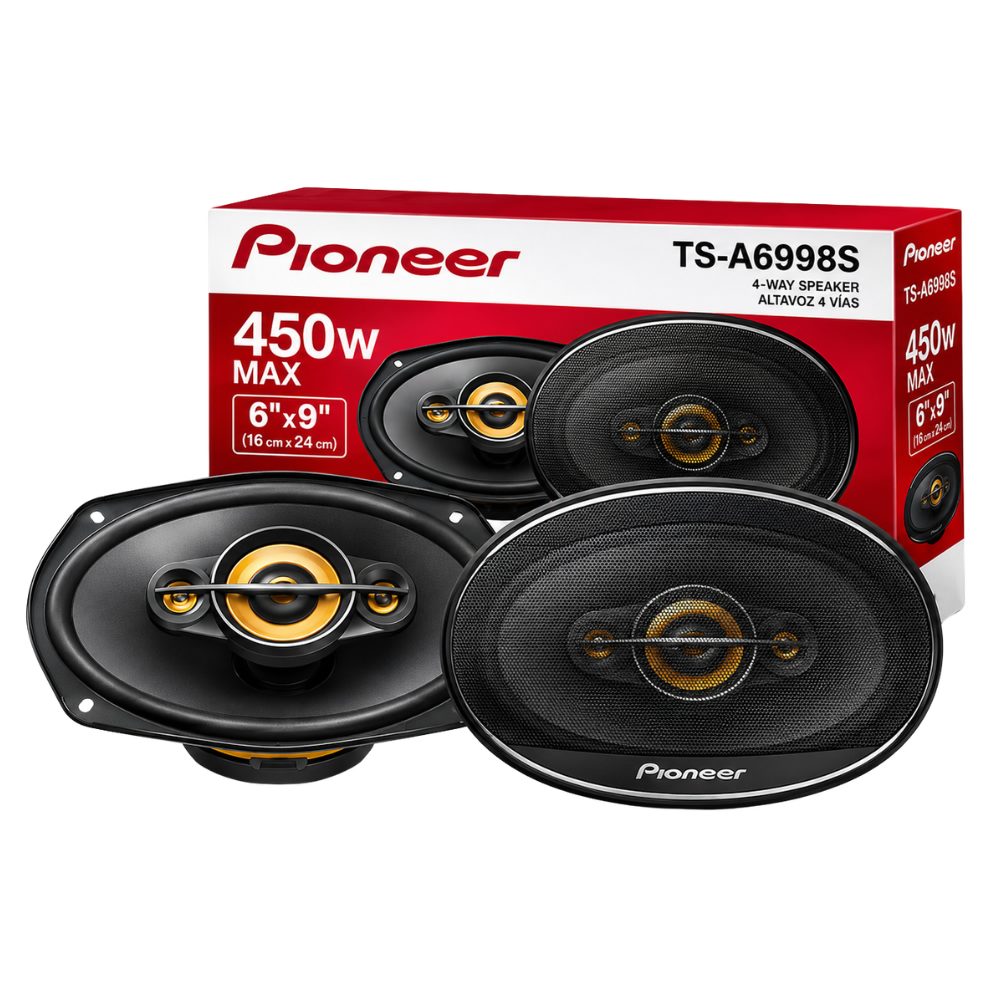 Pioneer
TS-A6998S
4-WAY SPEAKER
ALTAVOZ 4 VÍAS
450W
MAX
6"x9"
(16 cm x 24 cm)
Pioneer
TS-A6998S
450W
MAX
6"x9"
(16 cm x 24 cm)
Pioneer